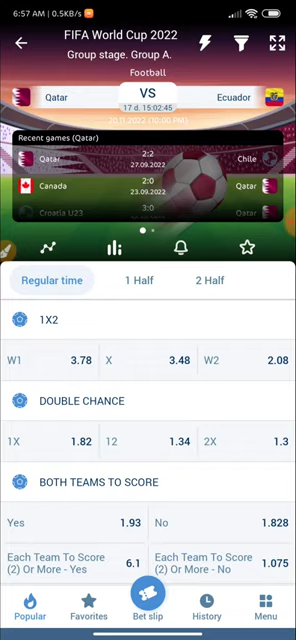 6:57 AM | 0.5KB/s
FIFA World Cup 2022
Group stage. Group A.
Football
Qatar VS Ecuador
17 d. 15:02:45
20.11.2022 (10:00 PM)
Recent games (Qatar)
Qatar 2:2 Chile
27.09.2022
Canada 2:0 Qatar
23.09.2022
Croatia U23 3:0 Qatar
Regular time 1 Half 2 Half
1X2
W1 3.78 X 3.48 W2 2.08
DOUBLE CHANCE
1X 1.82 12 1.34 2X 1.3
BOTH TEAMS TO SCORE
Yes 1.93 No 1.828
Each Team To Score (2) Or More - Yes 6.1 Each Team To Score (2) Or More - No 1.075
Popular Favorites Bet slip History Menu